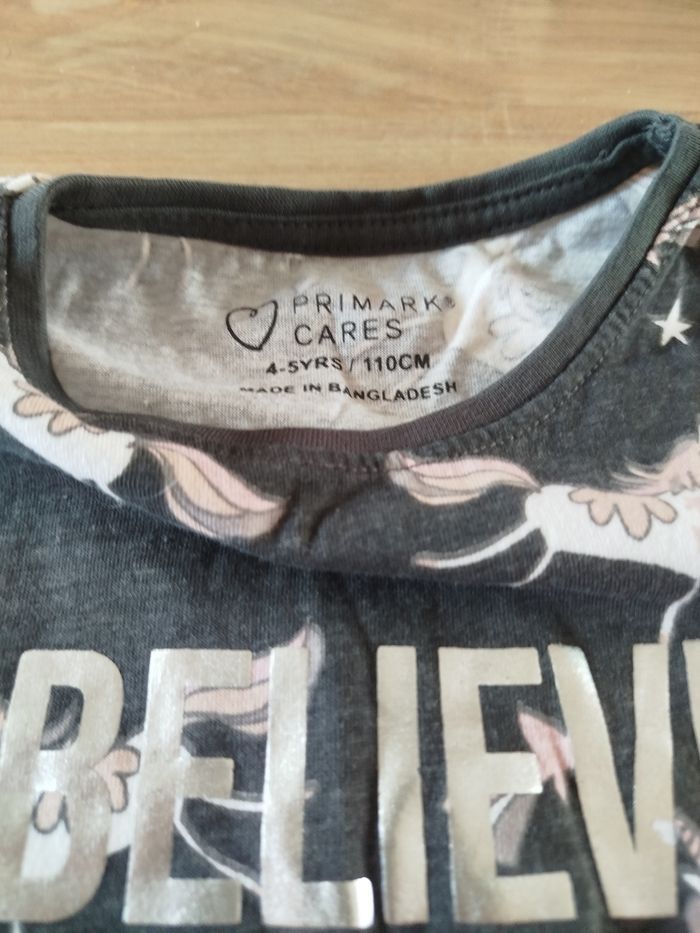 PRIMARK®
CARES
4-5YRS / 110CM
MADE IN BANGLADESH
BELIEV